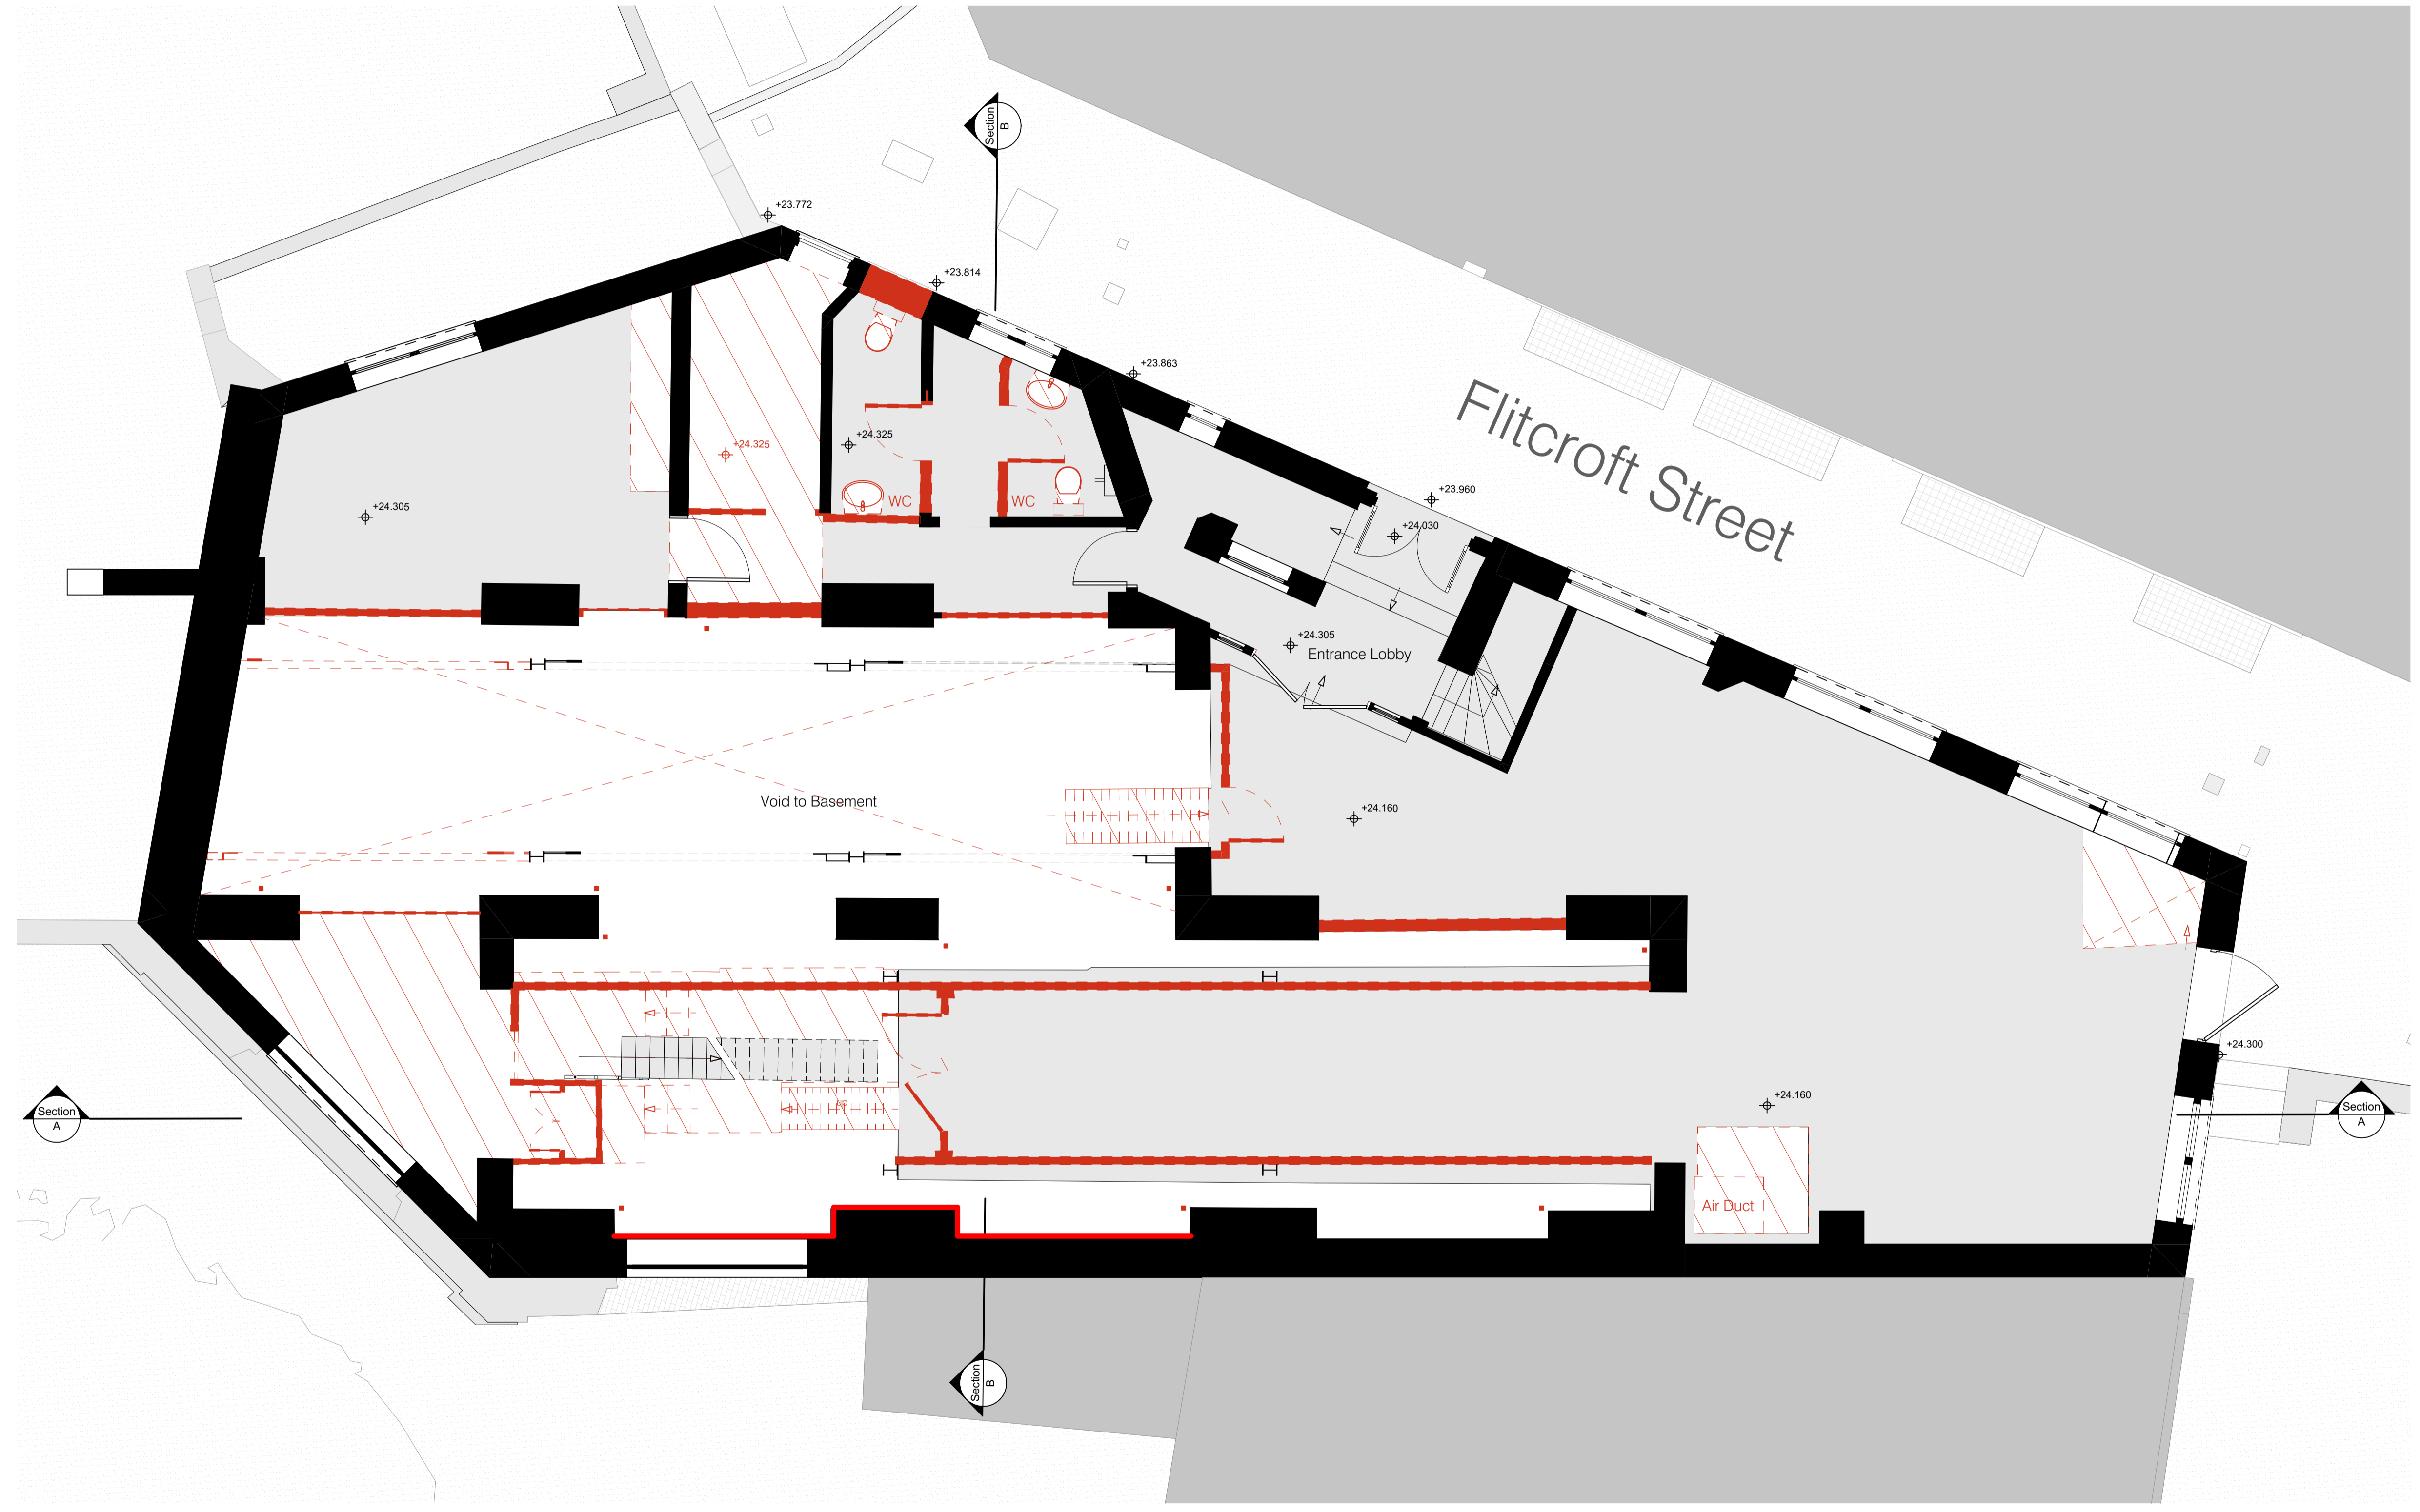 Section
B
+23.772
+23.814
+23.863
Flitcroft Street
+24.325
+24.325
WC
WC
+23.960
+24.030
+24.305
+24.305
Entrance Lobby
Void to Basement
+24.160
+24.300
up
+24.160
Section
A
Section
A
Air Duct
Section
B